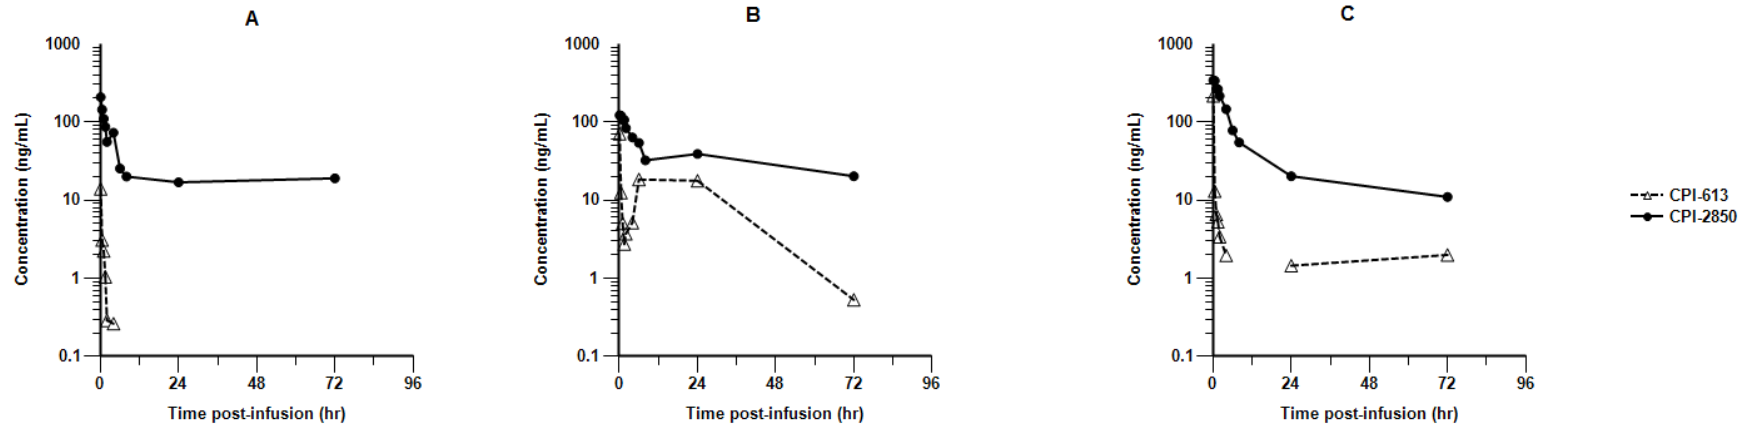 A
Concentration (ng/mL)
1000
100
10
1
0.1
0
24
48
72
96
Time post-infusion (hr)
B
Concentration (ng/mL)
1000
100
10
1
0.1
0
24
48
72
96
Time post-infusion (hr)
C
Concentration (ng/mL)
1000
100
10
1
0.1
0
24
48
72
96
Time post-infusion (hr)
CPI-613
CPI-2850